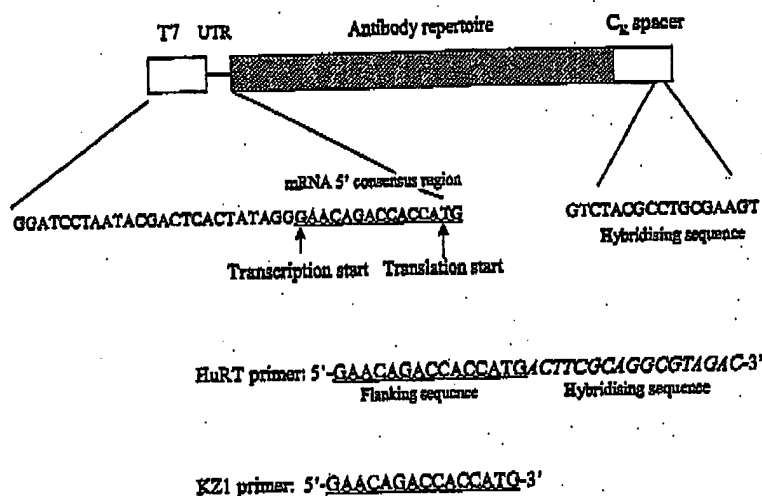 T7 UTR Antibody repertoire Cκ spacer
mRNA 5' consensus region
GGATCCTAATACGACTCACTATAGGGAACAGACCACCATG
GTCTACGCCTGCGAAGT
Hybridising sequence
Transcription start Translation start
HuRT primer: 5'-GAACAGACCACCATGACTTCGCAGGCGTAGAC-3'
Flanking sequence Hybridising sequence
KZ1 primer: 5'-GAACAGACCACCATG-3'